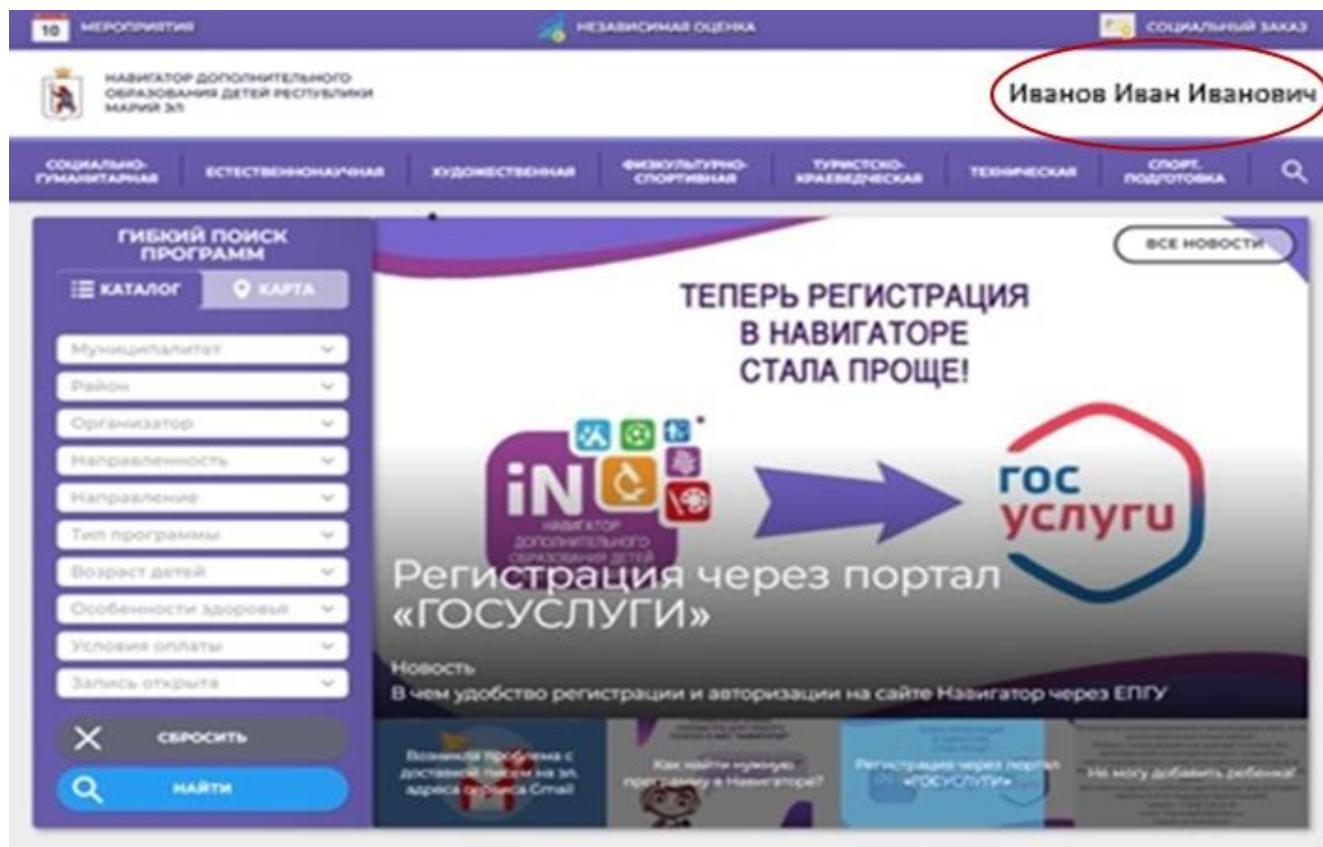 10 МЕРОПРИЯТИЯ
НЕЗАВИСИМАЯ ОЦЕНКА
СОЦИАЛЬНЫЙ ЗАКАЗ
НАВИГАТОР ДОПОЛНИТЕЛЬНОГО
ОБРАЗОВАНИЯ ДЕТЕЙ РЕСПУБЛИКИ
МАРИЙ ЭЛ
Иванов Иван Иванович
СОЦИАЛЬНО-
ГУМАНИТАРНАЯ
ЕСТЕСТВЕННОНАУЧНАЯ
ХУДОЖЕСТВЕННАЯ
ФИЗКУЛЬТУРНО-
СПОРТИВНАЯ
ТУРИСТСКО-
КРАЕВЕДЧЕСКАЯ
ТЕХНИЧЕСКАЯ
СПОРТ.
ПОДГОТОВКА
ГИБКИЙ ПОИСК
ПРОГРАММ
КАТАЛОГ
КАРТА
Муниципалитет
Район
Организатор
Направленность
Направление
Тип программы
Возраст детей
Особенности здоровья
Условия оплаты
Запись открыта
СБРОСИТЬ
НАЙТИ
ВСЕ НОВОСТИ
ТЕПЕРЬ РЕГИСТРАЦИЯ
В НАВИГАТОРЕ
СТАЛА ПРОЩЕ!
iN
НАВИГАТОР
ДОПОЛНИТЕЛЬНОГО
ОБРАЗОВАНИЯ ДЕТЕЙ
гос
услуги
Регистрация через портал
«ГОСУСЛУГИ»
Новость
В чем удобство регистрации и авторизации на сайте Навигатор через ЕПГУ
Возникла проблема с
доставкой писем на эл.
адреса сервиса Gmail
Как найти нужную
программу в Навигаторе?
Регистрация через портал
«ГОСУСЛУГИ»
Не могу добавить ребенка!